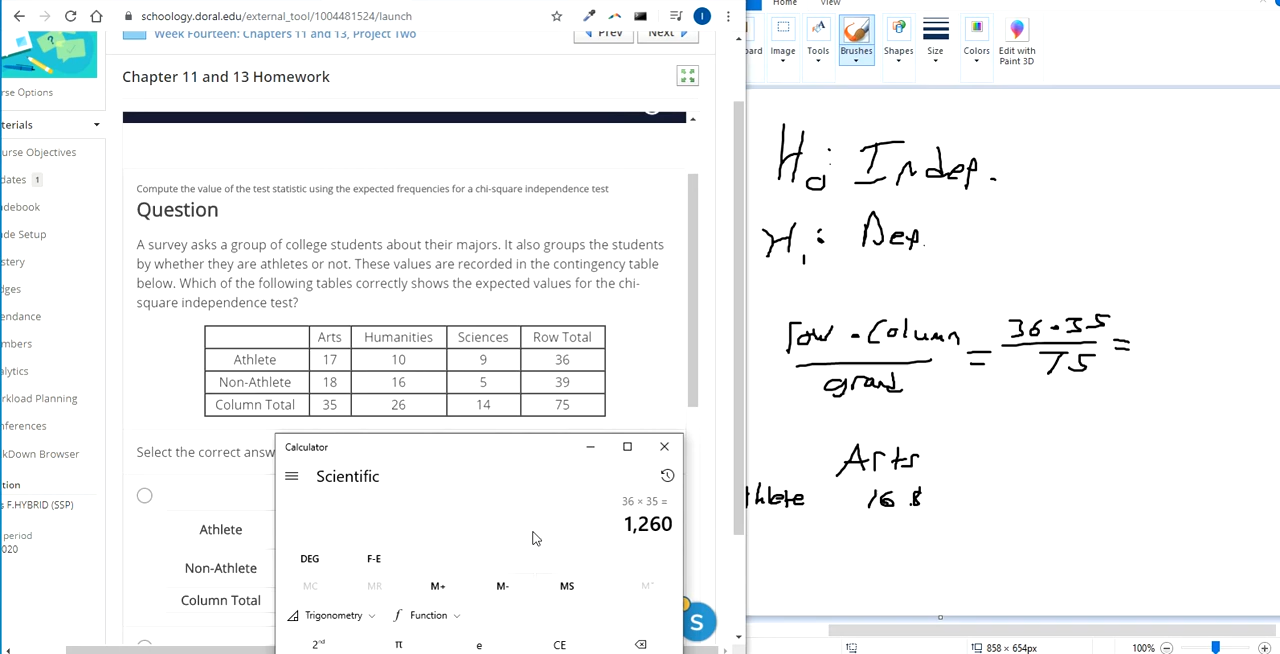 schoology.doral.edu/external_tool/1004481524/launch
I
Week Fourteen: Chapters 11 and 13, Project Two
Prev
Next
Chapter 11 and 13 Homework
urse Options
terials
urse Objectives
dates 1
adebook
ade Setup
stery
dges
endance
mbers
alytics
rkload Planning
nferences
kDown Browser
tion
s F.HYBRID (SSP)
period
020
Compute the value of the test statistic using the expected frequencies for a chi-square independence test
Question
A survey asks a group of college students about their majors. It also groups the students
by whether they are athletes or not. These values are recorded in the contingency table
below. Which of the following tables correctly shows the expected values for the chi-
square independence test?
Arts Humanities Sciences Row Total
Athlete 17 10 9 36
Non-Athlete 18 16 5 39
Column Total 35 26 14 75
Select the correct answ
Athlete
Non-Athlete
Column Total
Calculator
Scientific
36 × 35 =
1,260
DEG F-E
MC MR M+ M- MS M˅
Trigonometry f Function
2nd π e CE
S
Home View
ard Image Tools Brushes Shapes Size Colors Edit with
Paint 3D
H0: Indep.
H1: Dep.
row · Column / grand = 36 · 35 / 75 =
Arts
thlete 16.8
858 × 654px
100%